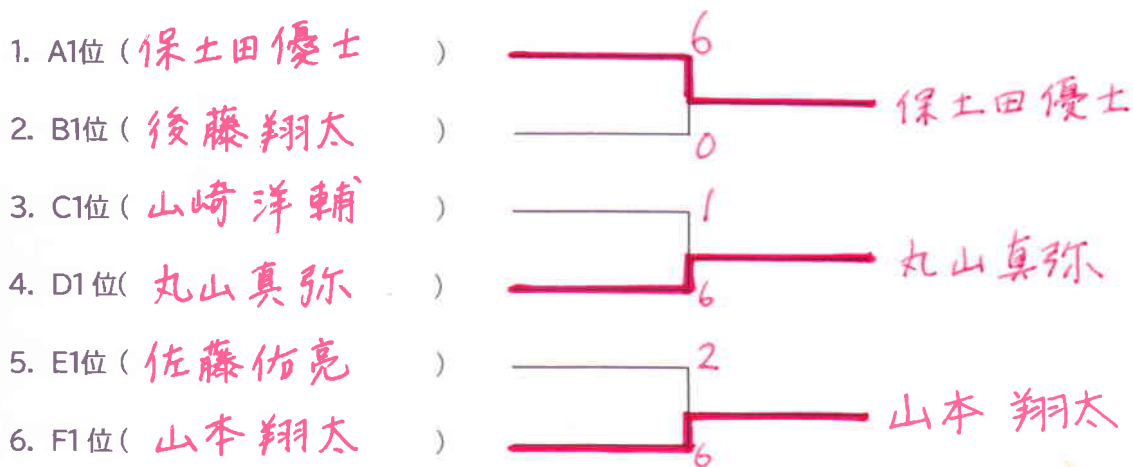 1. A1位 (保土田優士)
6
保土田優士
2. B1位 (後藤翔太)
0
3. C1位 (山崎洋輔)
1
丸山真弥
4. D1位(丸山真弥)
6
5. E1位 (佐藤佑亮)
2
山本 翔太
6. F1位(山本翔太)
6